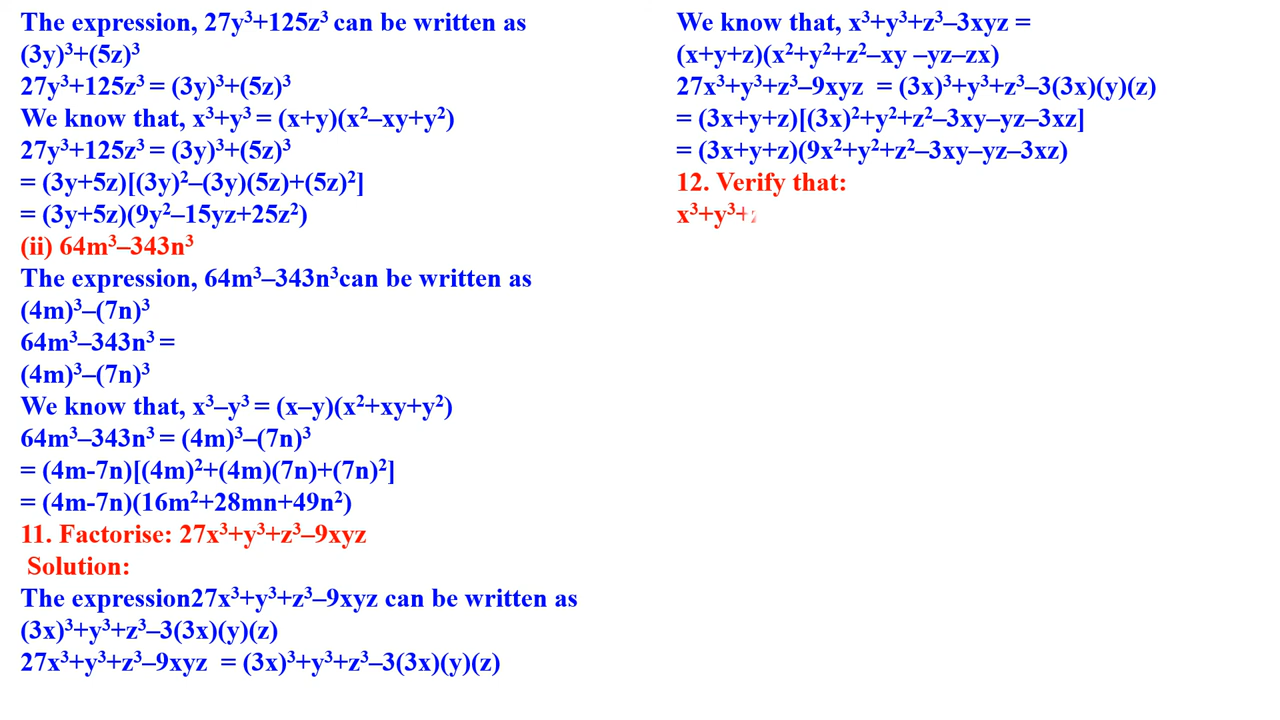 The expression, 27y³+125z³ can be written as
(3y)³+(5z)³
27y³+125z³ = (3y)³+(5z)³
We know that, x³+y³ = (x+y)(x²–xy+y²)
27y³+125z³ = (3y)³+(5z)³
= (3y+5z)[(3y)²–(3y)(5z)+(5z)²]
= (3y+5z)(9y²–15yz+25z²)
(ii) 64m³–343n³
The expression, 64m³–343n³can be written as
(4m)³–(7n)³
64m³–343n³ =
(4m)³–(7n)³
We know that, x³–y³ = (x–y)(x²+xy+y²)
64m³–343n³ = (4m)³–(7n)³
= (4m-7n)[(4m)²+(4m)(7n)+(7n)²]
= (4m-7n)(16m²+28mn+49n²)
11. Factorise: 27x³+y³+z³–9xyz
Solution:
The expression27x³+y³+z³–9xyz can be written as
(3x)³+y³+z³–3(3x)(y)(z)
27x³+y³+z³–9xyz = (3x)³+y³+z³–3(3x)(y)(z)
We know that, x³+y³+z³–3xyz =
(x+y+z)(x²+y²+z²–xy –yz–zx)
27x³+y³+z³–9xyz = (3x)³+y³+z³–3(3x)(y)(z)
= (3x+y+z)[(3x)²+y²+z²–3xy–yz–3xz]
= (3x+y+z)(9x²+y²+z²–3xy–yz–3xz)
12. Verify that:
x³+y³+